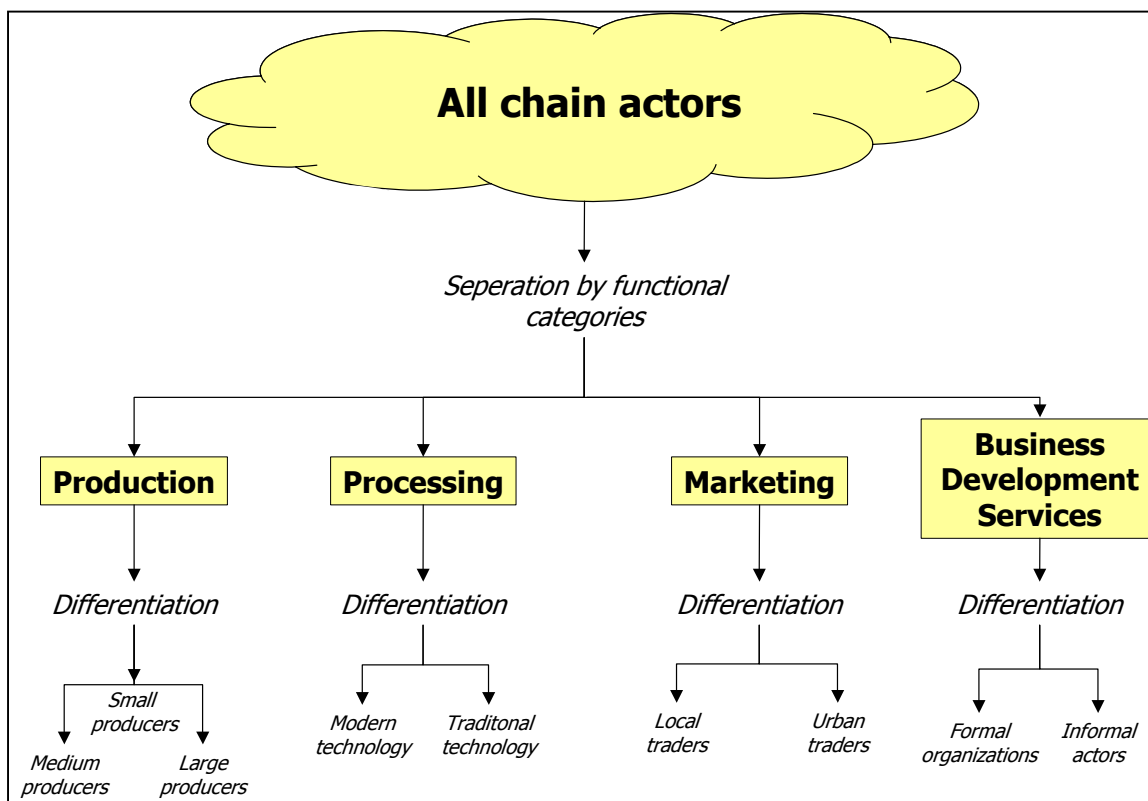 All chain actors
Seperation by functional
categories
Production
Processing
Marketing
Business
Development
Services
Differentiation
Differentiation
Differentiation
Differentiation
Small
producers
Medium
producers
Large
producers
Modern
technology
Traditonal
technology
Local
traders
Urban
traders
Formal
organizations
Informal
actors